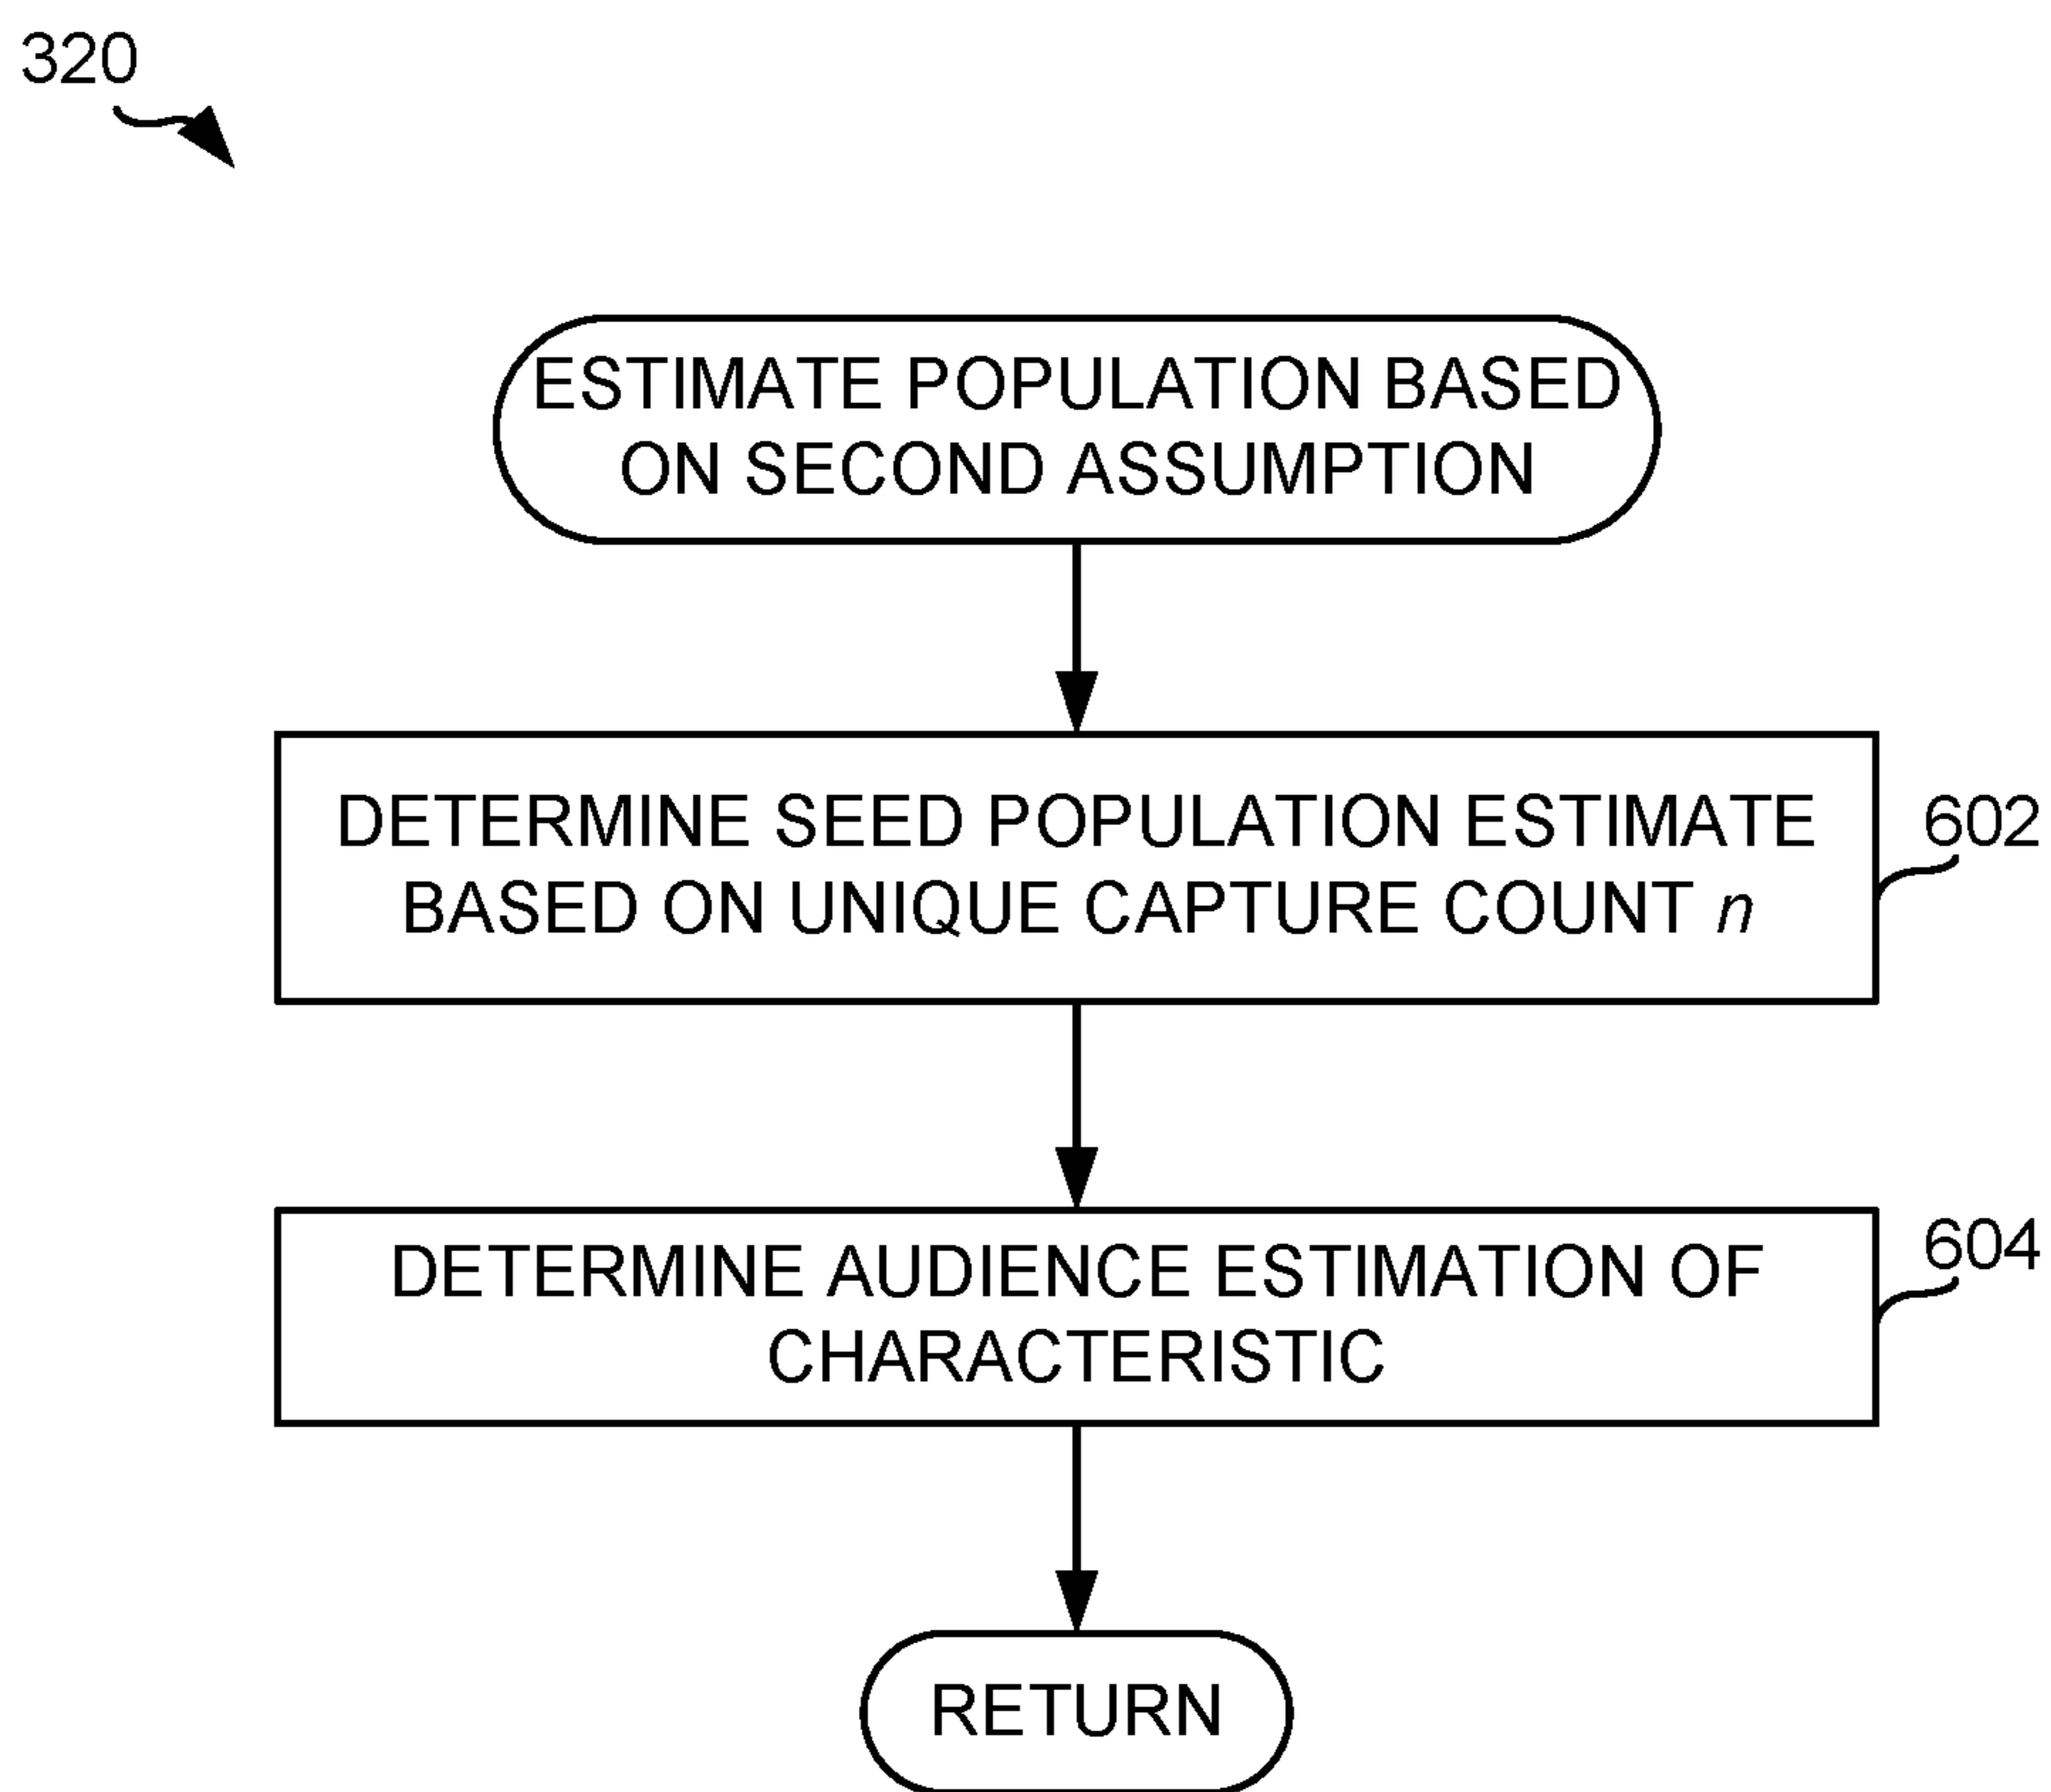 320
ESTIMATE POPULATION BASED
ON SECOND ASSUMPTION
DETERMINE SEED POPULATION ESTIMATE
BASED ON UNIQUE CAPTURE COUNT n
602
DETERMINE AUDIENCE ESTIMATION OF
CHARACTERISTIC
604
RETURN